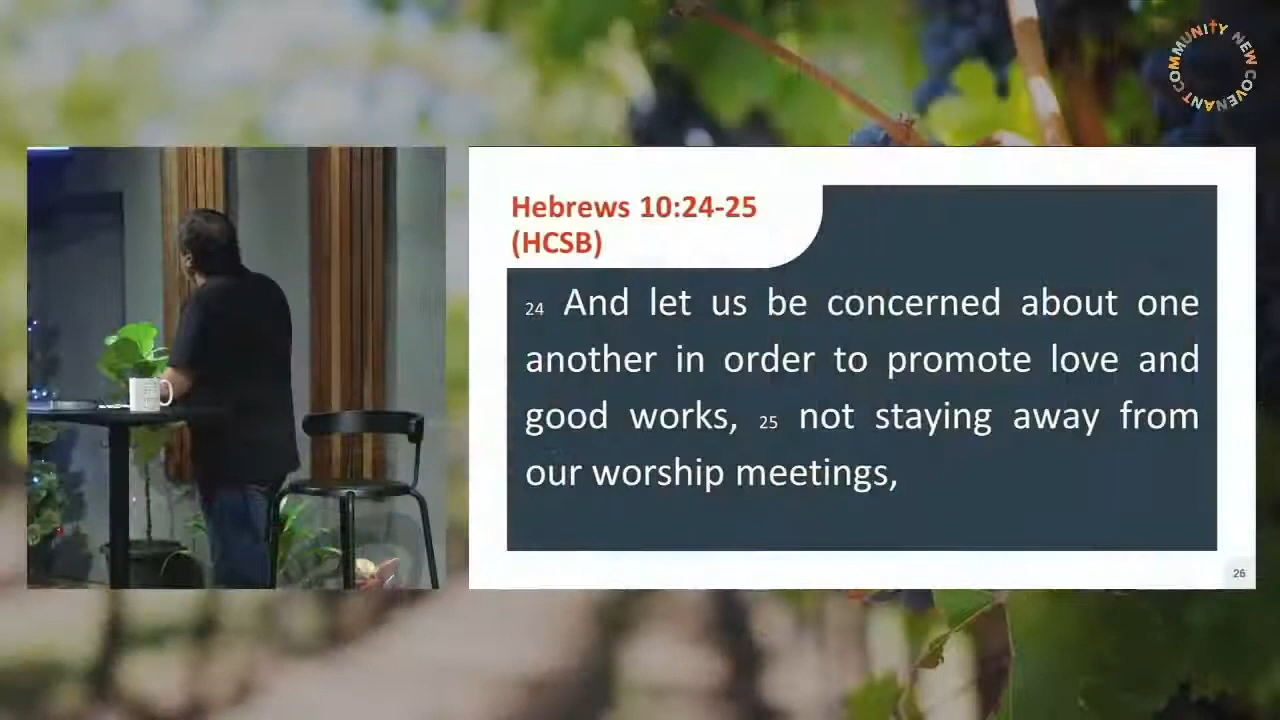 COMMUNITY NEW COVENANT
Hebrews 10:24-25
(HCSB)
24 And let us be concerned about one
another in order to promote love and
good works, 25 not staying away from
our worship meetings,
26